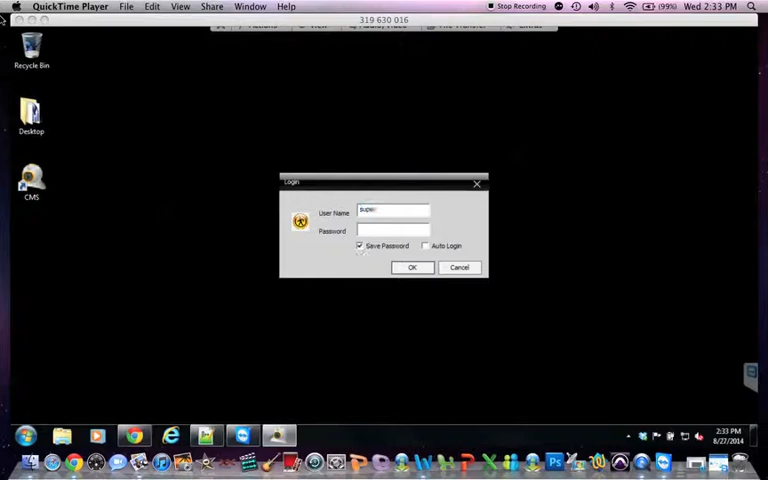 QuickTime Player File Edit View Share Window Help
Stop Recording (99%) Wed 2:33 PM
319 630 016
Recycle Bin
Desktop
CMS
Login
User Name super
Password
Save Password Auto Login
OK Cancel
2:33 PM
8/27/2014